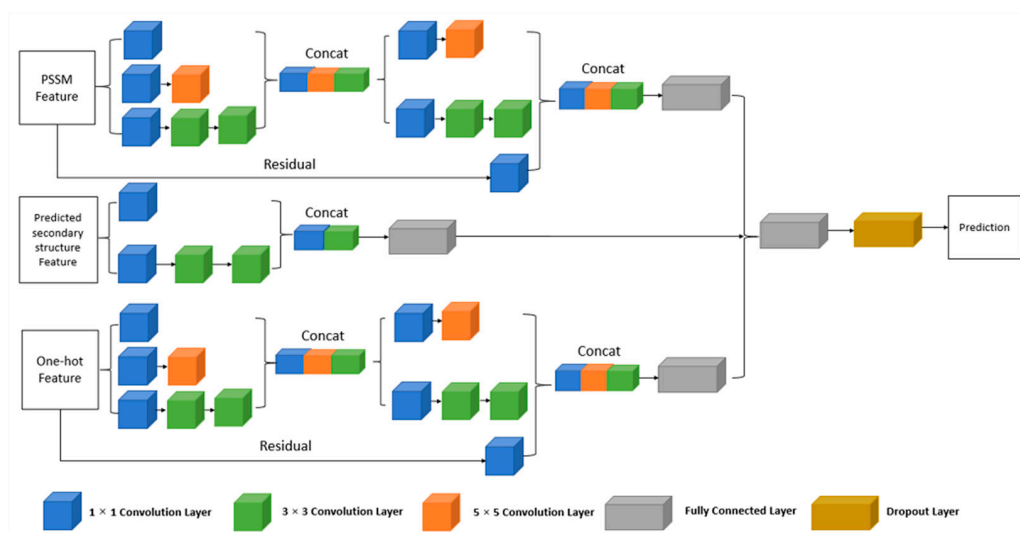 PSSM
Feature
Concat
Concat
Residual
Predicted
secondary
structure
Feature
Concat
Prediction
One-hot
Feature
Concat
Concat
Residual
1 × 1 Convolution Layer
3 × 3 Convolution Layer
5 × 5 Convolution Layer
Fully Connected Layer
Dropout Layer